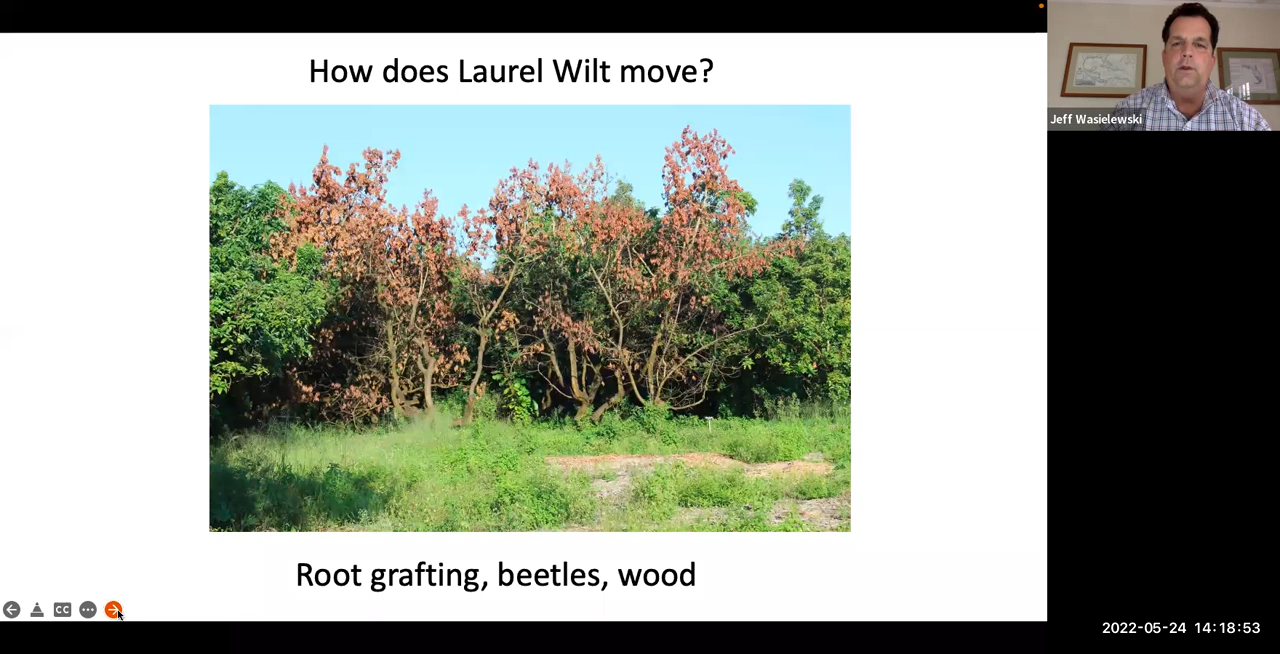 How does Laurel Wilt move?
Jeff Wasielewski
Root grafting, beetles, wood
CC
2022-05-24 14:18:53